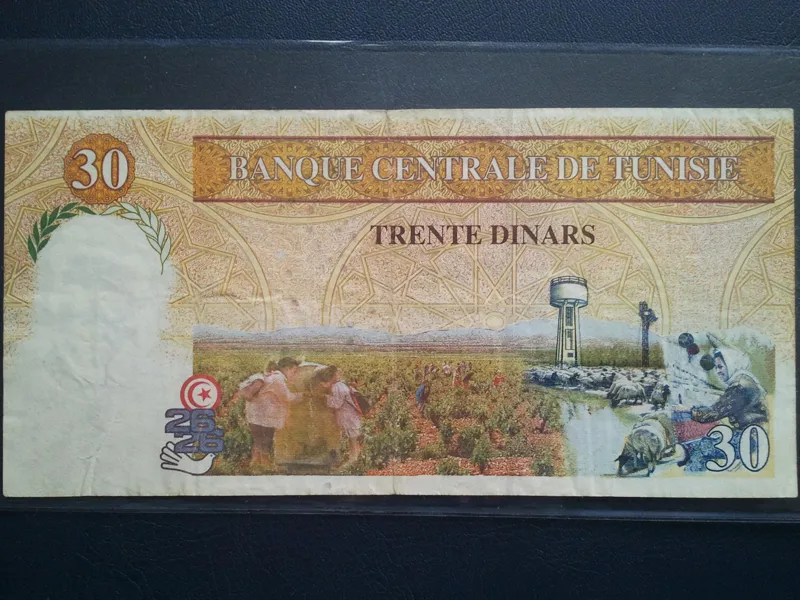 30
BANQUE CENTRALE DE TUNISIE
TRENTE DINARS
26
26
30